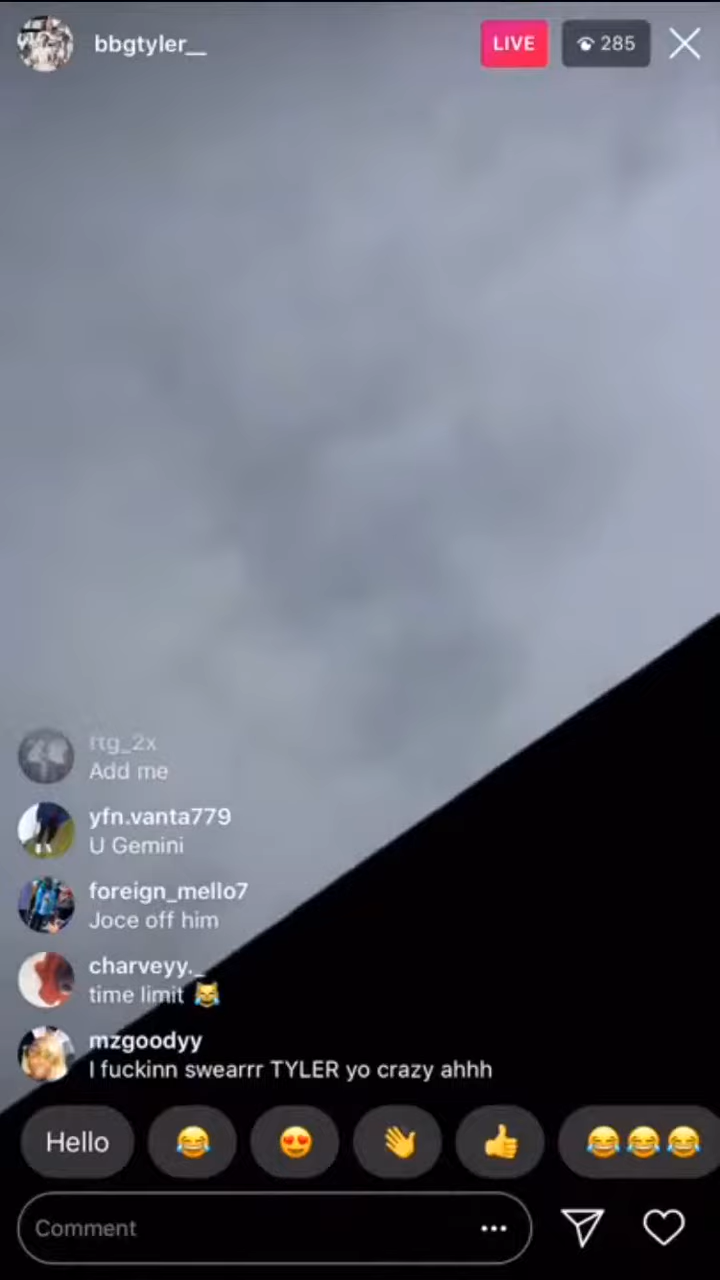 bbgtyler__
LIVE
285
rtg_2x
Add me
yfn.vanta779
U Gemini
foreign_mello7
Joce off him
charveyy._
time limit 😹
mzgoodyy
I fuckinn swearrr TYLER yo crazy ahhh
Hello 😂 😍 👋 👍 😂😂😂
Comment